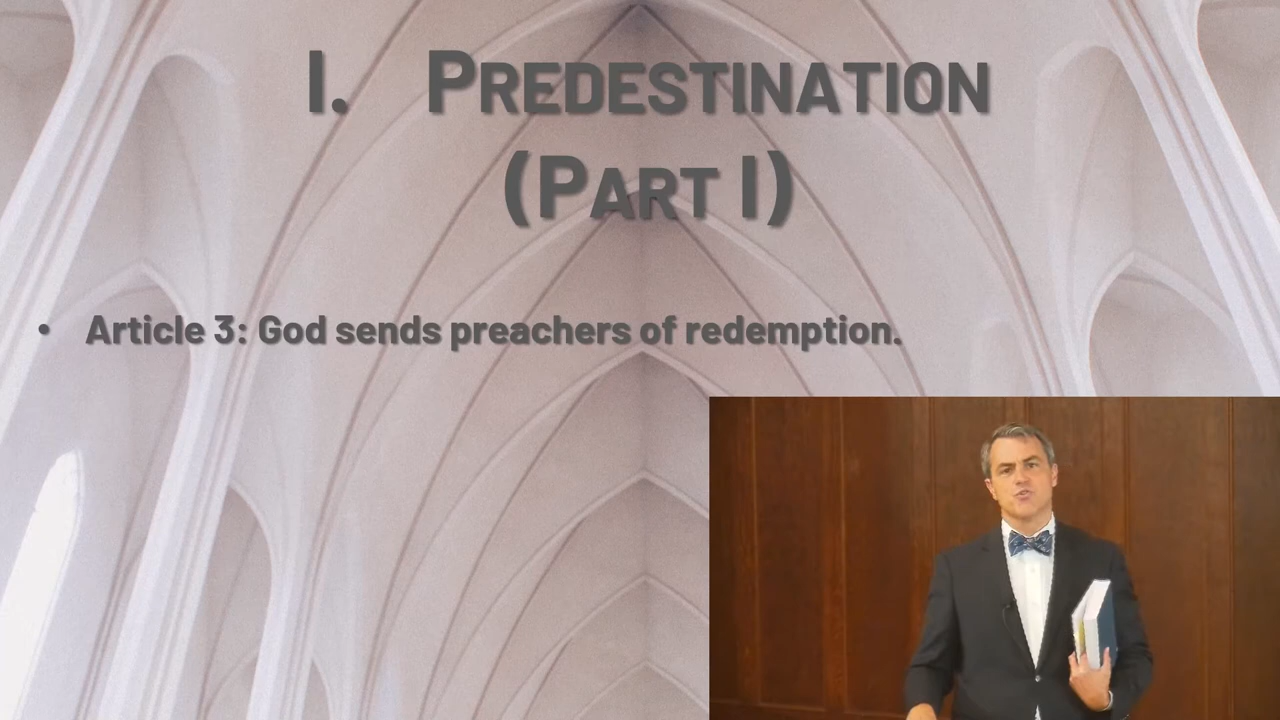 I. Predestination
(Part I)
• Article 3: God sends preachers of redemption.